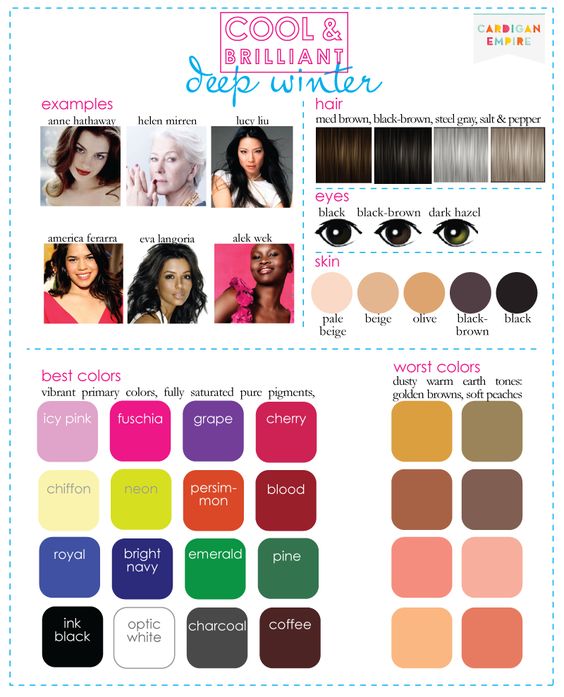 COOL &
BRILLIANT
deep winter
CARDIGAN
EMPIRE
examples
anne hathaway
helen mirren
lucy liu
america ferarra
eva langoria
alek wek
hair
med brown, black-brown, steel gray, salt & pepper
eyes
black
black-brown
dark hazel
skin
pale
beige
beige
olive
black-
brown
black
best colors
vibrant primary colors, fully saturated pure pigments,
icy pink
fuschia
grape
cherry
chiffon
neon
persim-
mon
blood
royal
bright
navy
emerald
pine
ink
black
optic
white
charcoal
coffee
worst colors
dusty warm earth tones:
golden browns, soft peaches